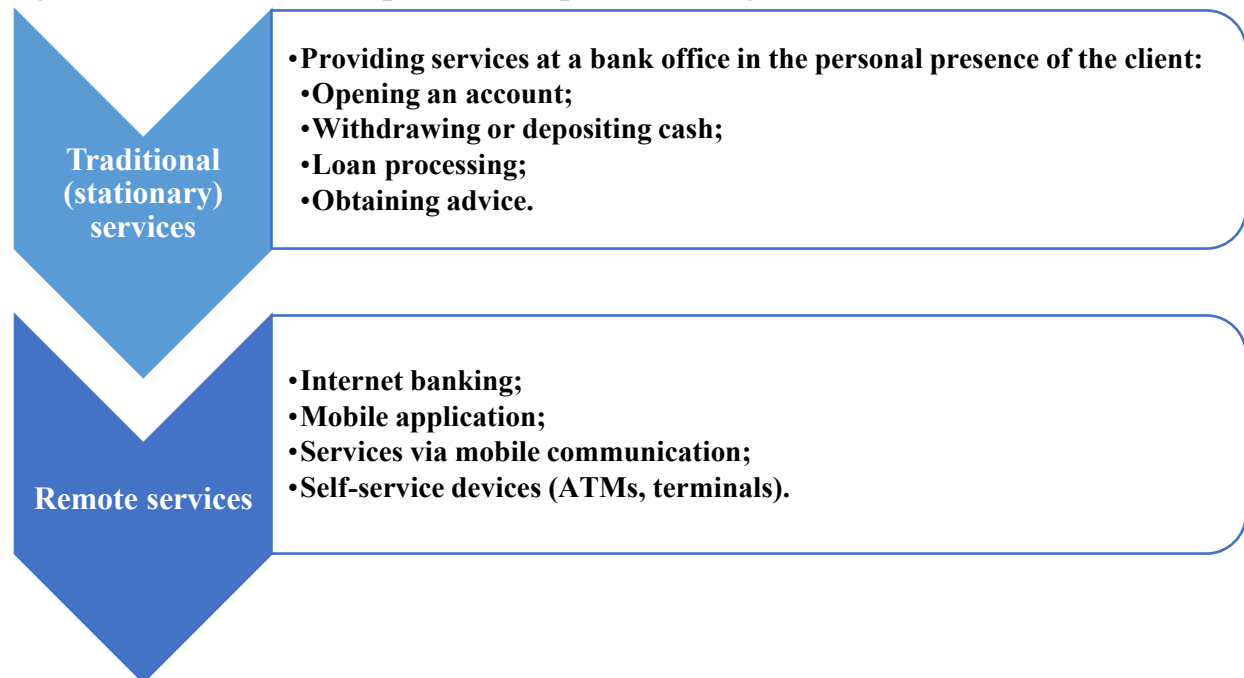 Traditional
(stationary)
services
•Providing services at a bank office in the personal presence of the client:
•Opening an account;
•Withdrawing or depositing cash;
•Loan processing;
•Obtaining advice.
Remote services
•Internet banking;
•Mobile application;
•Services via mobile communication;
•Self-service devices (ATMs, terminals).